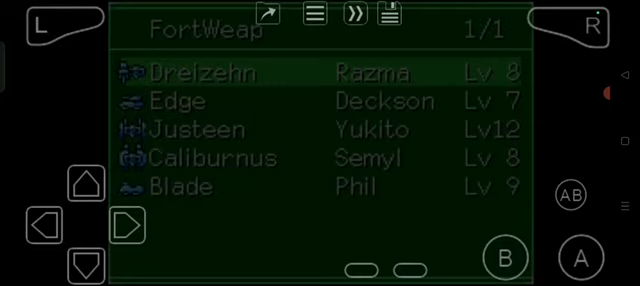 L
R
FortWeap 1/1
Dreizehn Razma Lv 8
Edge Deckson Lv 7
Justeen Yukito Lv12
Caliburnus Semyl Lv 8
Blade Phil Lv 9
AB
B
A